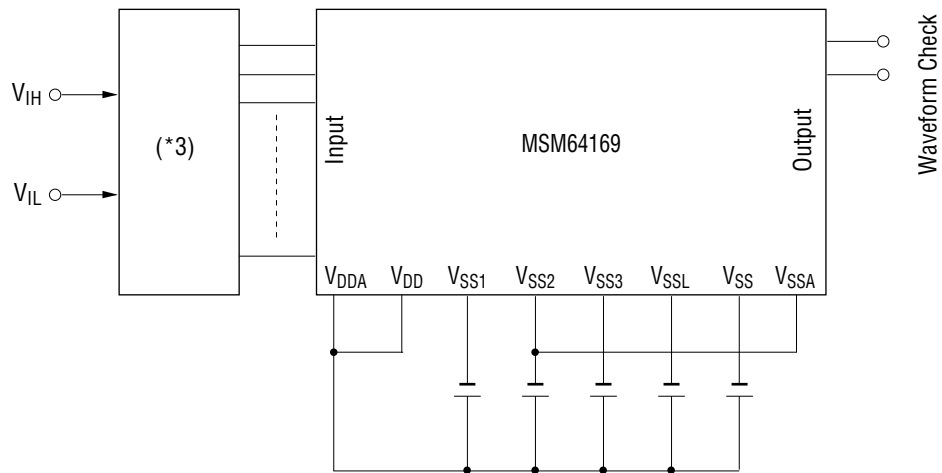 V_IH
V_IL
(*3)
Input
MSM64169
Output
Waveform Check
V_DDA V_DD V_SS1 V_SS2 V_SS3 V_SSL V_SS V_SSA